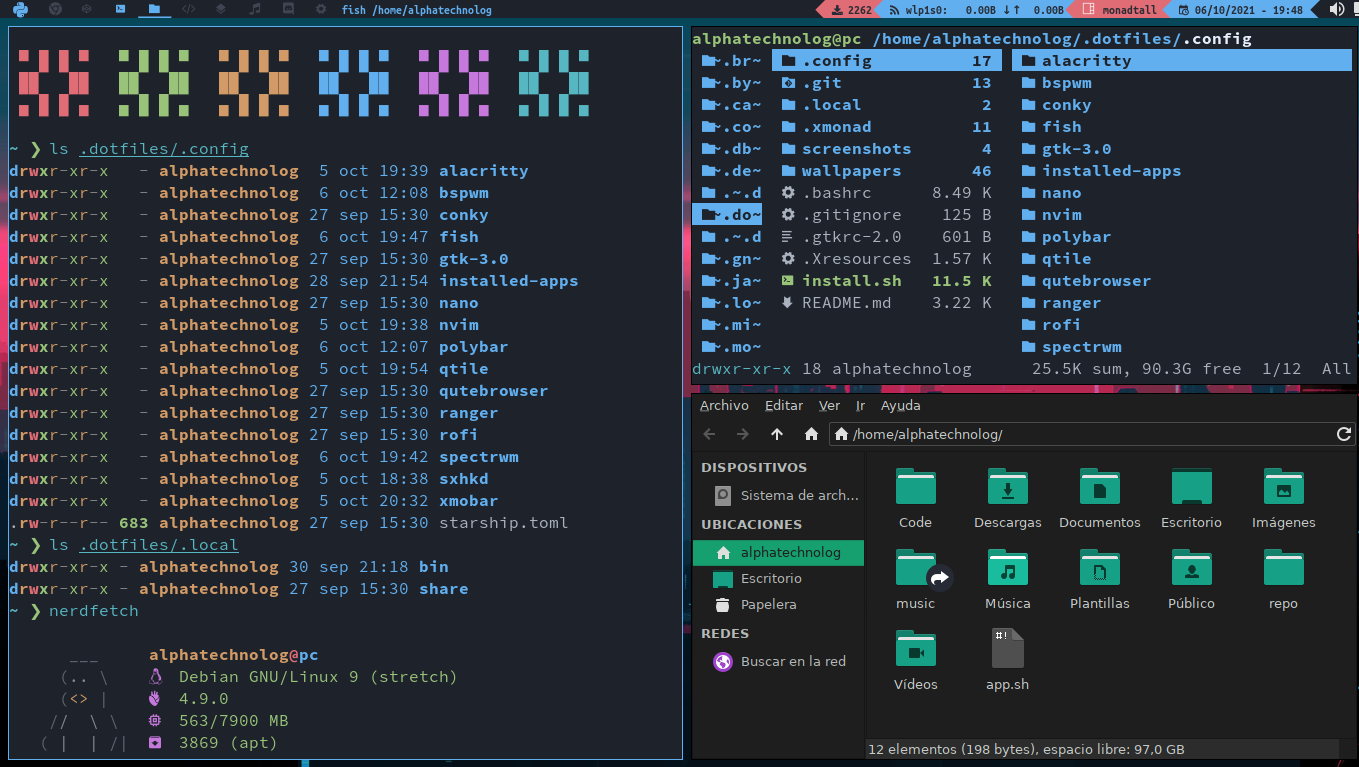 fish /home/alphatechnolog
2262
wlp1s0: 0.00B ↓↑ 0.00B
monadtall
06/10/2021 - 19:48
~ ❯ ls .dotfiles/.config
drwxr-xr-x - alphatechnolog 5 oct 19:39 alacritty
drwxr-xr-x - alphatechnolog 6 oct 12:08 bspwm
drwxr-xr-x - alphatechnolog 27 sep 15:30 conky
drwxr-xr-x - alphatechnolog 6 oct 19:47 fish
drwxr-xr-x - alphatechnolog 27 sep 15:30 gtk-3.0
drwxr-xr-x - alphatechnolog 28 sep 21:54 installed-apps
drwxr-xr-x - alphatechnolog 27 sep 15:30 nano
drwxr-xr-x - alphatechnolog 5 oct 19:38 nvim
drwxr-xr-x - alphatechnolog 6 oct 12:07 polybar
drwxr-xr-x - alphatechnolog 5 oct 19:54 qtile
drwxr-xr-x - alphatechnolog 27 sep 15:30 qutebrowser
drwxr-xr-x - alphatechnolog 27 sep 15:30 ranger
drwxr-xr-x - alphatechnolog 27 sep 15:30 rofi
drwxr-xr-x - alphatechnolog 6 oct 19:42 spectrwm
drwxr-xr-x - alphatechnolog 5 oct 18:38 sxhkd
drwxr-xr-x - alphatechnolog 5 oct 20:32 xmobar
.rw-r--r-- 683 alphatechnolog 27 sep 15:30 starship.toml
~ ❯ ls .dotfiles/.local
drwxr-xr-x - alphatechnolog 30 sep 21:18 bin
drwxr-xr-x - alphatechnolog 27 sep 15:30 share
~ ❯ nerdfetch
alphatechnolog@pc
Debian GNU/Linux 9 (stretch)
4.9.0
563/7900 MB
3869 (apt)
alphatechnolog@pc /home/alphatechnolog/.dotfiles/.config
~.br~ .config 17 alacritty
~.by~ .git 13 bspwm
~.ca~ .local 2 conky
~.co~ .xmonad 11 fish
~.db~ screenshots 4 gtk-3.0
~.de~ wallpapers 46 installed-apps
.~.d .bashrc 8.49 K nano
~.do~ .gitignore 125 B nvim
.~.d .gtkrc-2.0 601 B polybar
~.gn~ .Xresources 1.57 K qtile
~.ja~ install.sh 11.5 K qutebrowser
~.lo~ README.md 3.22 K ranger
~.mi~ rofi
~.mo~ spectrwm
drwxr-xr-x 18 alphatechnolog 25.5K sum, 90.3G free 1/12 All
Archivo Editar Ver Ir Ayuda
/home/alphatechnolog/
DISPOSITIVOS
Sistema de arch...
UBICACIONES
alphatechnolog
Escritorio
Papelera
REDES
Buscar en la red
Code Descargas Documentos Escritorio Imágenes
music Música Plantillas Público repo
#!
Vídeos app.sh
12 elementos (198 bytes), espacio libre: 97,0 GB